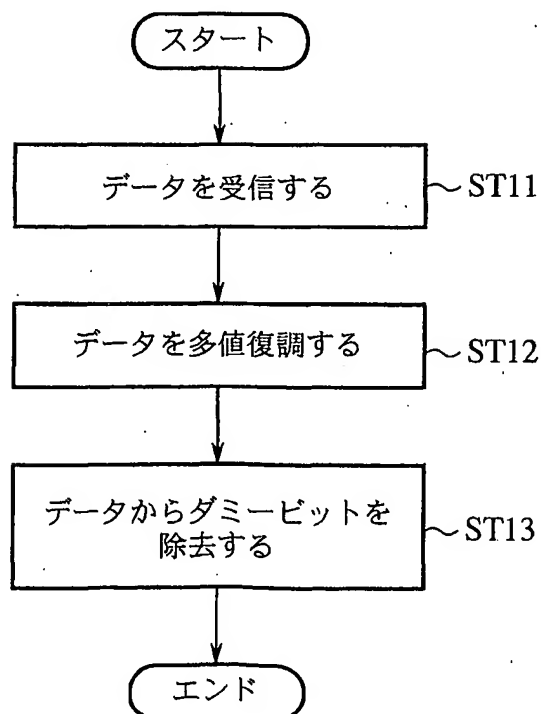 スタート
データを受信する
~ST11
データを多値復調する
~ST12
データからダミービットを
除去する
~ST13
エンド